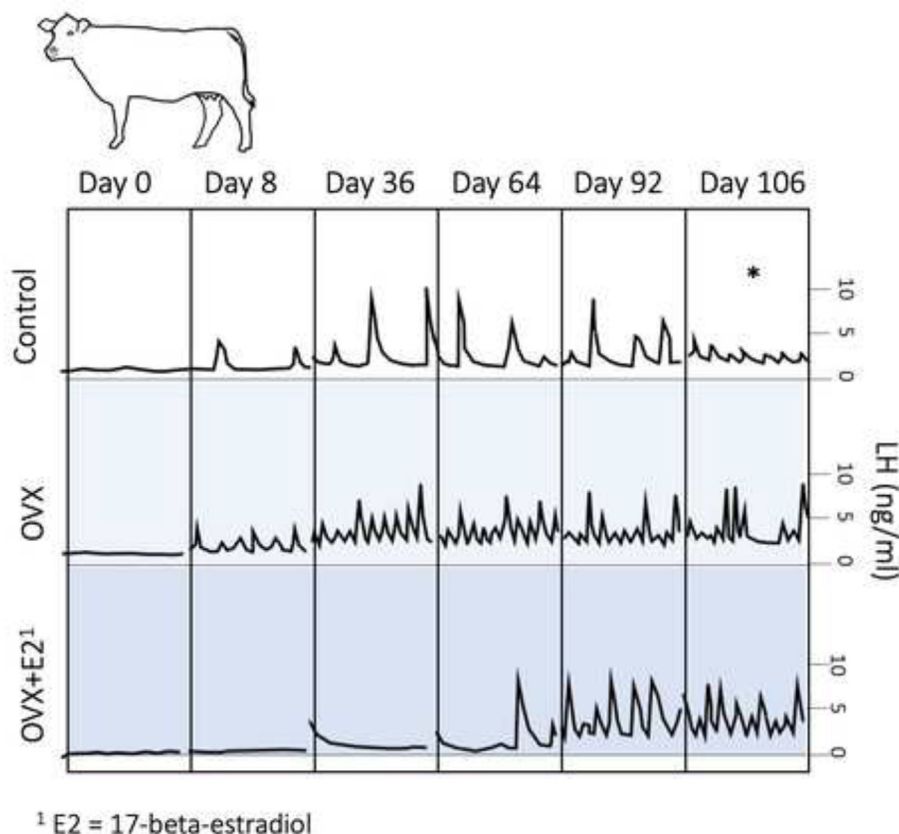 Day 0 Day 8 Day 36 Day 64 Day 92 Day 106
Control
*
10
5
0
OVX
10
5
0
LH (ng/ml)
OVX+E2¹
10
5
0
¹ E2 = 17-beta-estradiol